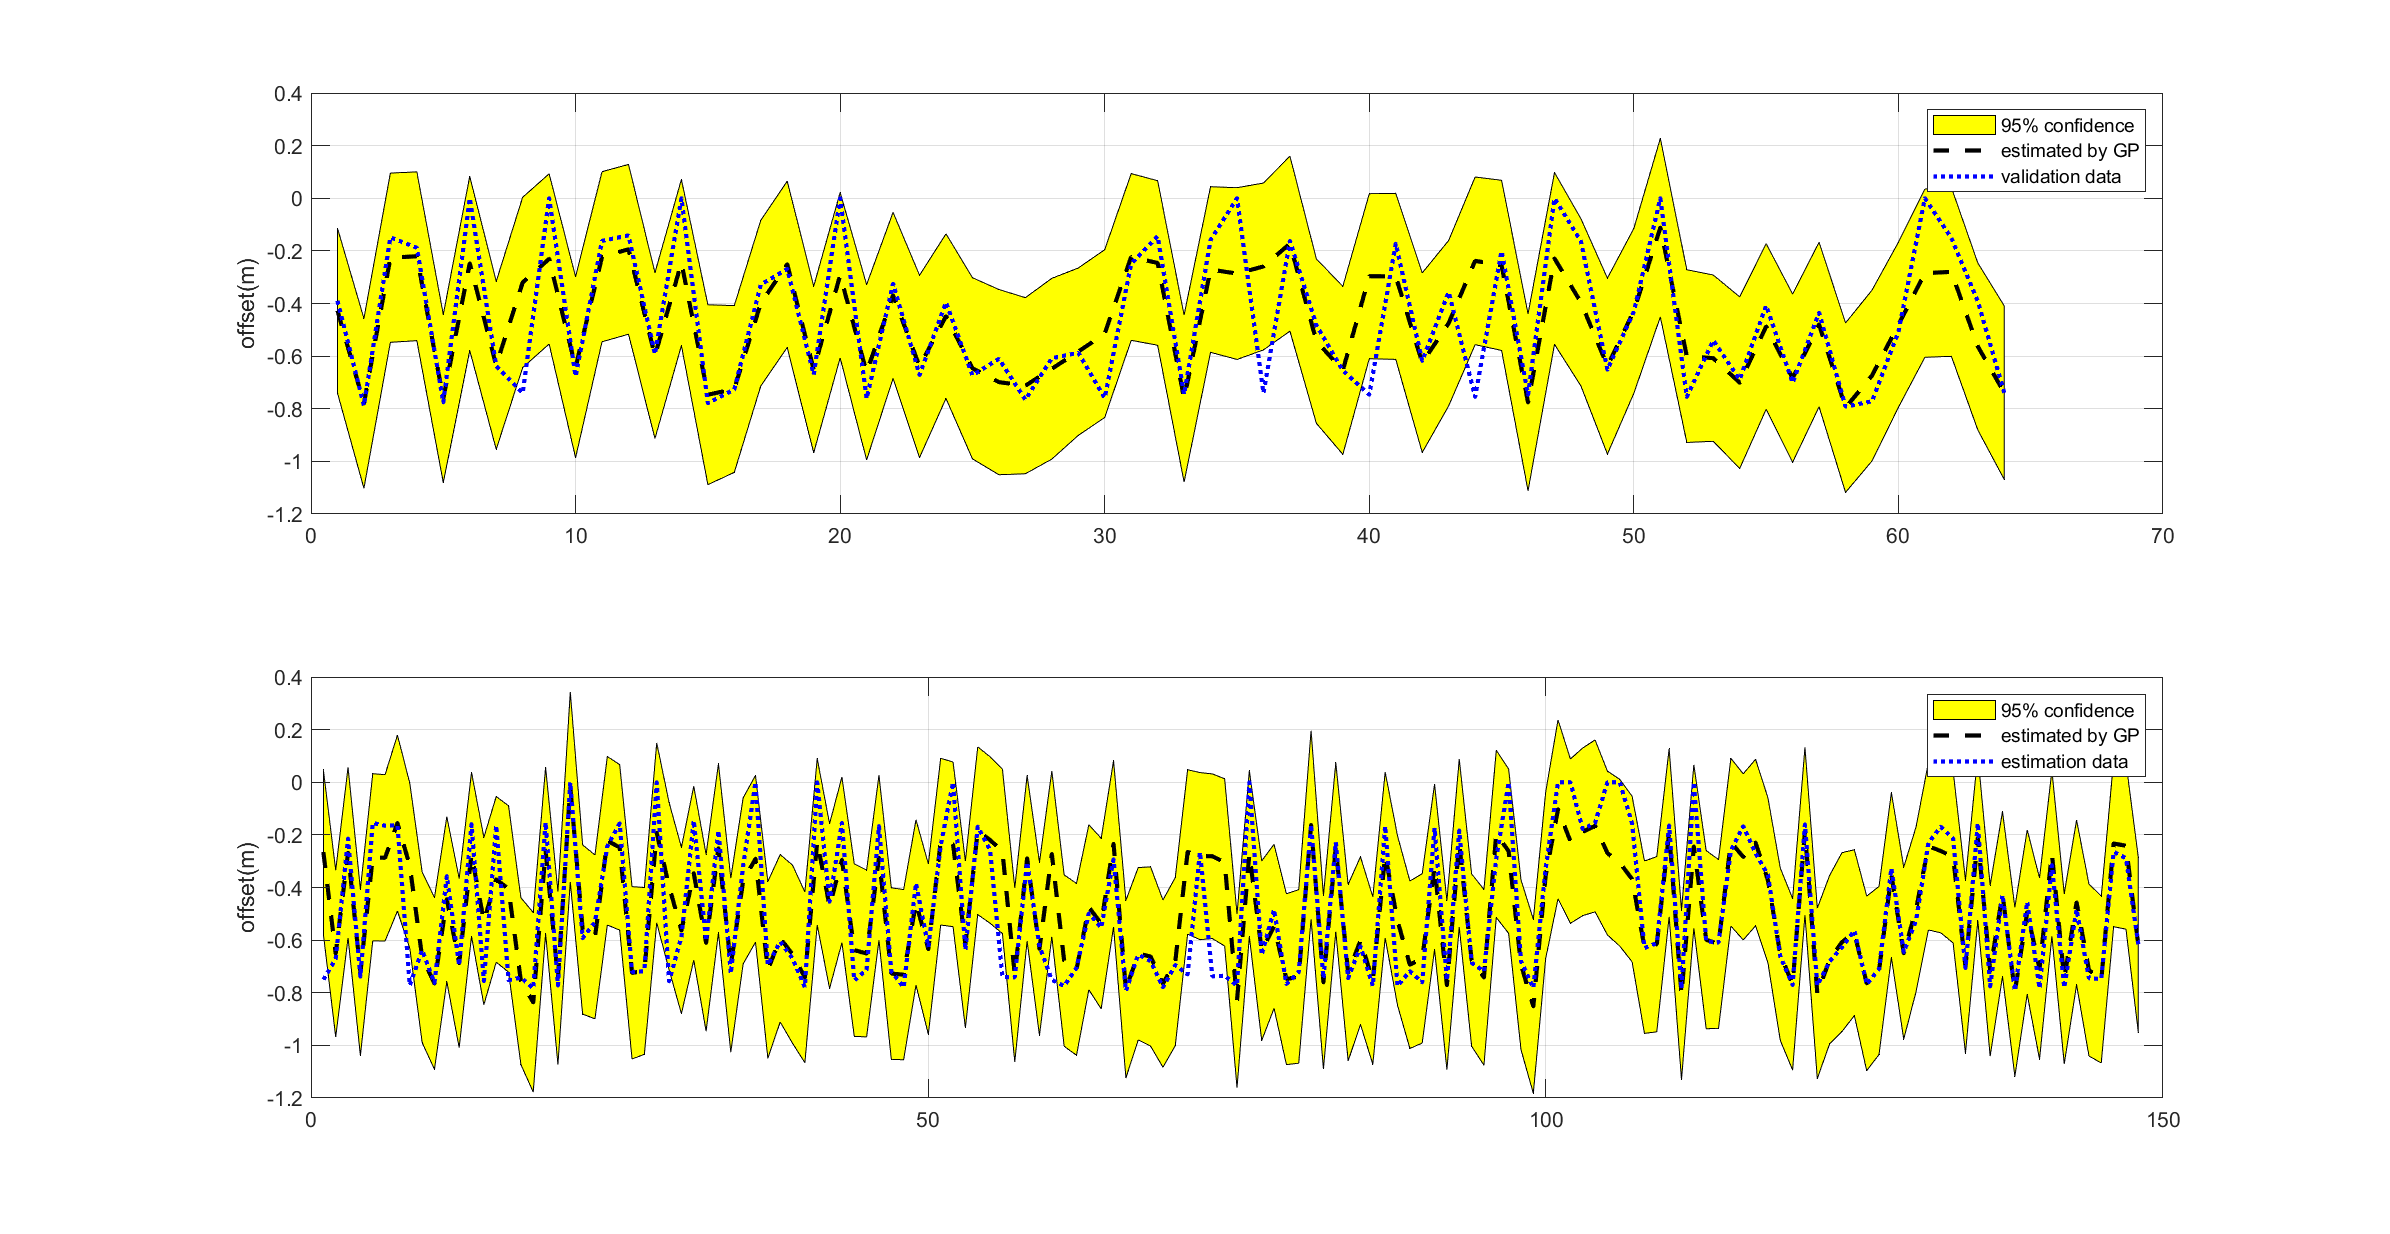 0.4
0.2
0
-0.2
-0.4
-0.6
-0.8
-1
-1.2
offset(m)
0 10 20 30 40 50 60 70
95% confidence
estimated by GP
validation data
0.4
0.2
0
-0.2
-0.4
-0.6
-0.8
-1
-1.2
offset(m)
0 50 100 150
95% confidence
estimated by GP
estimation data